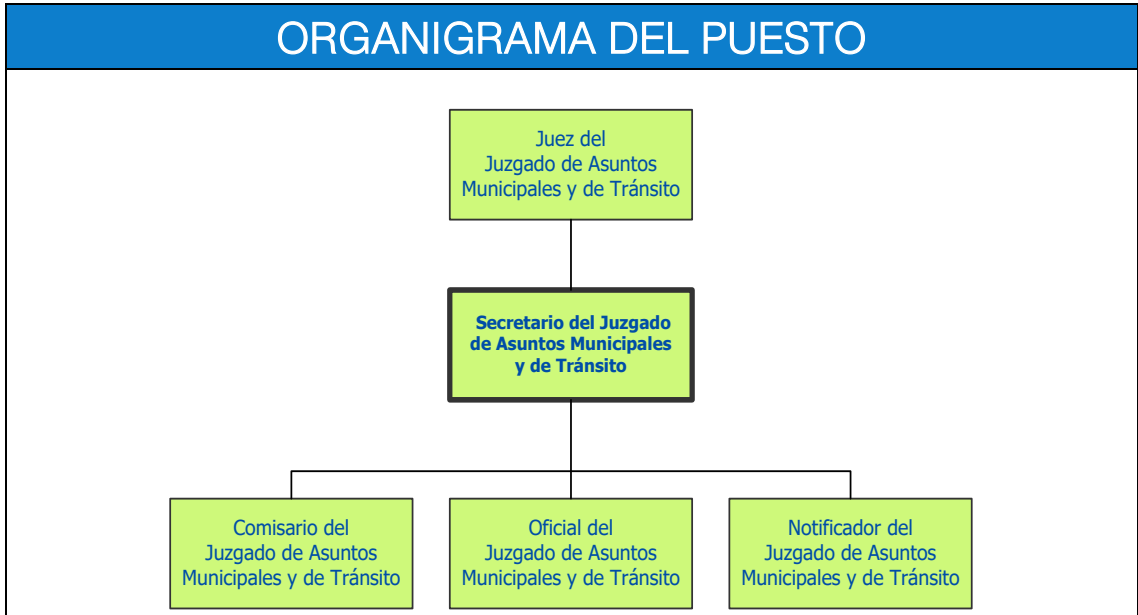 ORGANIGRAMA DEL PUESTO
Juez del
Juzgado de Asuntos
Municipales y de Tránsito
Secretario del Juzgado
de Asuntos Municipales
y de Tránsito
Comisario del
Juzgado de Asuntos
Municipales y de Tránsito
Oficial del
Juzgado de Asuntos
Municipales y de Tránsito
Notificador del
Juzgado de Asuntos
Municipales y de Tránsito